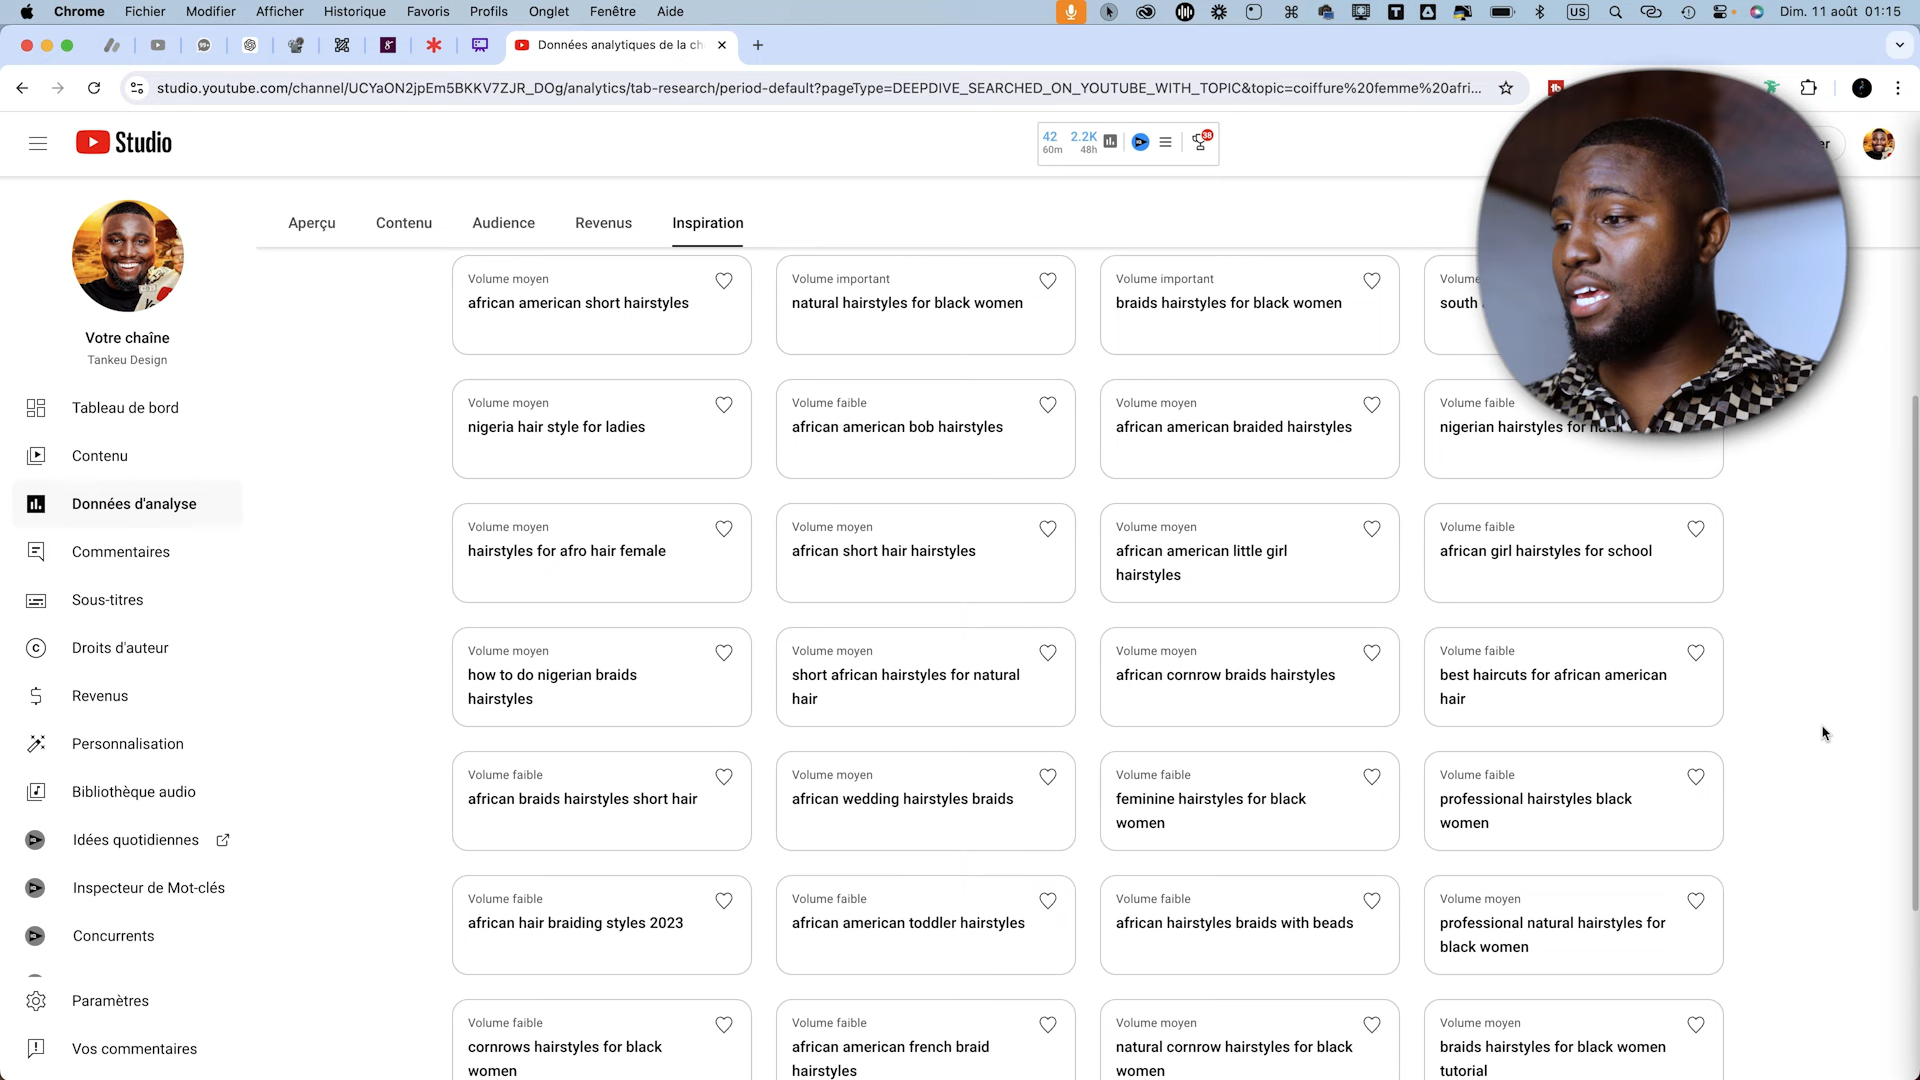 Chrome Fichier Modifier Afficher Historique Favoris Profils Onglet Fenêtre Aide
US Dim. 11 août 01:15
Données analytiques de la ch
studio.youtube.com/channel/UCYaON2jpEm5BKKV7ZJR_DOg/analytics/tab-research/period-default?pageType=DEEPDIVE_SEARCHED_ON_YOUTUBE_WITH_TOPIC&topic=coiffure%20femme%20afri...
Studio
42 2.2K
60m 48h
38
er
Votre chaîne
Tankeu Design
Tableau de bord
Contenu
Données d'analyse
Commentaires
Sous-titres
Droits d'auteur
Revenus
Personnalisation
Bibliothèque audio
Idées quotidiennes
Inspecteur de Mot-clés
Concurrents
Paramètres
Vos commentaires
Aperçu Contenu Audience Revenus Inspiration
Volume moyen
african american short hairstyles
Volume important
natural hairstyles for black women
Volume important
braids hairstyles for black women
Volume
south
Volume moyen
nigeria hair style for ladies
Volume faible
african american bob hairstyles
Volume moyen
african american braided hairstyles
Volume faible
nigerian hairstyles for
Volume moyen
hairstyles for afro hair female
Volume moyen
african short hair hairstyles
Volume moyen
african american little girl
hairstyles
Volume faible
african girl hairstyles for school
Volume moyen
how to do nigerian braids
hairstyles
Volume moyen
short african hairstyles for natural
hair
Volume moyen
african cornrow braids hairstyles
Volume faible
best haircuts for african american
hair
Volume faible
african braids hairstyles short hair
Volume moyen
african wedding hairstyles braids
Volume faible
feminine hairstyles for black
women
Volume faible
professional hairstyles black
women
Volume faible
african hair braiding styles 2023
Volume faible
african american toddler hairstyles
Volume faible
african hairstyles braids with beads
Volume moyen
professional natural hairstyles for
black women
Volume faible
cornrows hairstyles for black
women
Volume faible
african american french braid
hairstyles
Volume moyen
natural cornrow hairstyles for black
women
Volume moyen
braids hairstyles for black women
tutorial